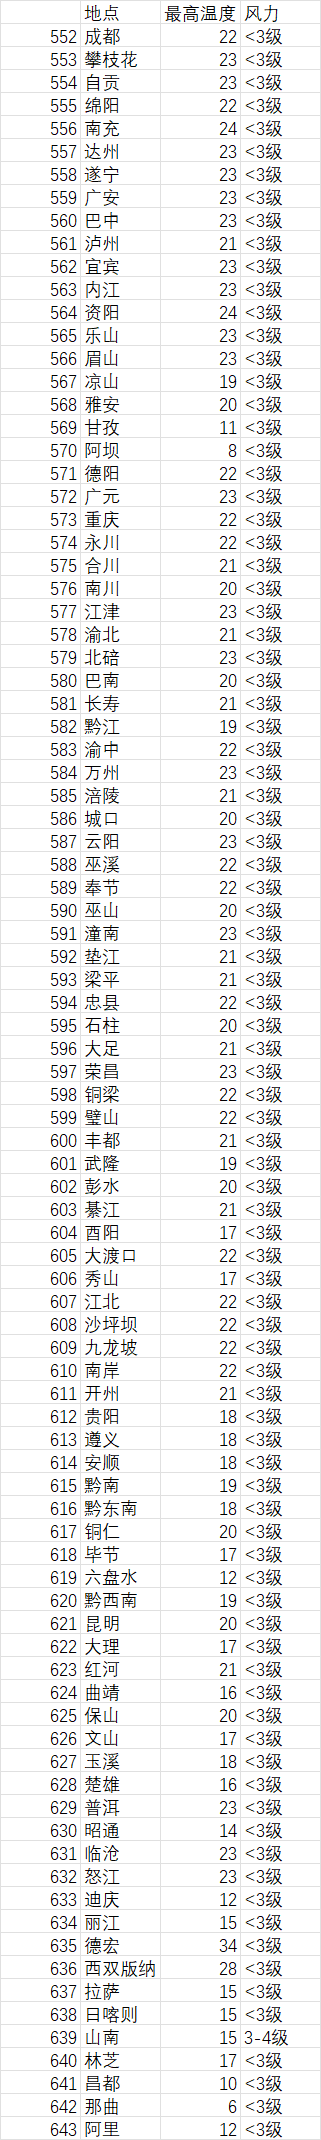 地点 最高温度 风力
552 成都 22 <3级
553 攀枝花 23 <3级
554 自贡 23 <3级
555 绵阳 22 <3级
556 南充 24 <3级
557 达州 23 <3级
558 遂宁 23 <3级
559 广安 23 <3级
560 巴中 23 <3级
561 泸州 21 <3级
562 宜宾 23 <3级
563 内江 23 <3级
564 资阳 24 <3级
565 乐山 23 <3级
566 眉山 23 <3级
567 凉山 19 <3级
568 雅安 20 <3级
569 甘孜 11 <3级
570 阿坝 8 <3级
571 德阳 22 <3级
572 广元 23 <3级
573 重庆 22 <3级
574 永川 22 <3级
575 合川 21 <3级
576 南川 20 <3级
577 江津 23 <3级
578 渝北 21 <3级
579 北碚 23 <3级
580 巴南 20 <3级
581 长寿 21 <3级
582 黔江 19 <3级
583 渝中 22 <3级
584 万州 23 <3级
585 涪陵 21 <3级
586 城口 20 <3级
587 云阳 23 <3级
588 巫溪 22 <3级
589 奉节 22 <3级
590 巫山 20 <3级
591 潼南 23 <3级
592 垫江 21 <3级
593 梁平 21 <3级
594 忠县 22 <3级
595 石柱 20 <3级
596 大足 21 <3级
597 荣昌 23 <3级
598 铜梁 22 <3级
599 璧山 22 <3级
600 丰都 21 <3级
601 武隆 19 <3级
602 彭水 20 <3级
603 綦江 21 <3级
604 酉阳 17 <3级
605 大渡口 22 <3级
606 秀山 17 <3级
607 江北 22 <3级
608 沙坪坝 22 <3级
609 九龙坡 22 <3级
610 南岸 22 <3级
611 开州 21 <3级
612 贵阳 18 <3级
613 遵义 18 <3级
614 安顺 18 <3级
615 黔南 19 <3级
616 黔东南 18 <3级
617 铜仁 20 <3级
618 毕节 17 <3级
619 六盘水 12 <3级
620 黔西南 19 <3级
621 昆明 20 <3级
622 大理 17 <3级
623 红河 21 <3级
624 曲靖 16 <3级
625 保山 20 <3级
626 文山 17 <3级
627 玉溪 18 <3级
628 楚雄 16 <3级
629 普洱 23 <3级
630 昭通 14 <3级
631 临沧 23 <3级
632 怒江 23 <3级
633 迪庆 12 <3级
634 丽江 15 <3级
635 德宏 34 <3级
636 西双版纳 28 <3级
637 拉萨 15 <3级
638 日喀则 15 <3级
639 山南 15 3-4级
640 林芝 17 <3级
641 昌都 10 <3级
642 那曲 6 <3级
643 阿里 12 <3级